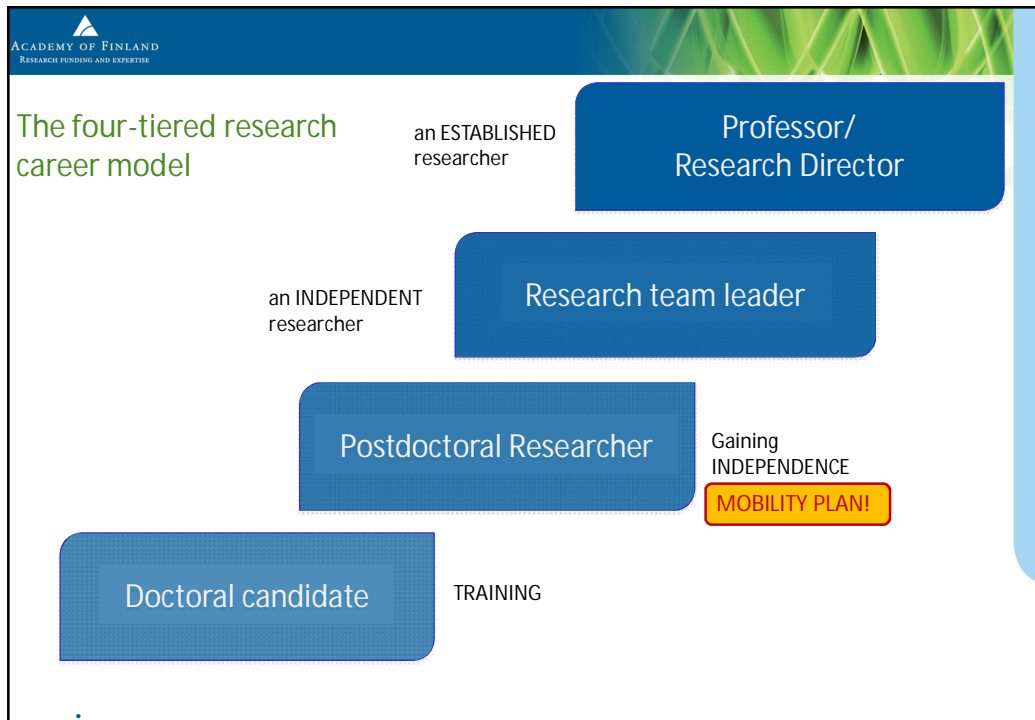 ACADEMY OF FINLAND
RESEARCH FUNDING AND EXPERTISE
The four-tiered research
career model
an ESTABLISHED
researcher
Professor/
Research Director
an INDEPENDENT
researcher
Research team leader
Postdoctoral Researcher
Gaining
INDEPENDENCE
MOBILITY PLAN!
Doctoral candidate
TRAINING